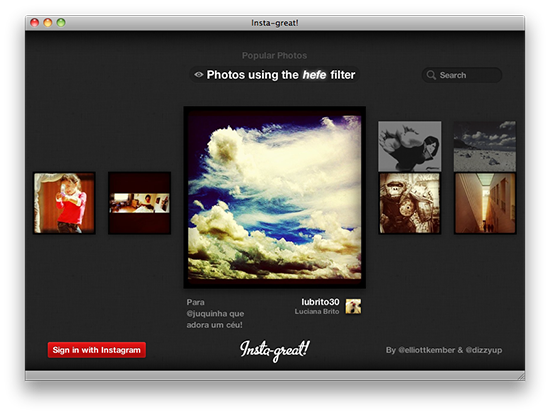 Insta-great!
Popular Photos
Photos using the hefe filter
Search
Para
@juquinha que
adora um céu!
lubrito30
Luciana Brito
Sign in with Instagram
Insta-great!
By @elliottkember & @dizzyup